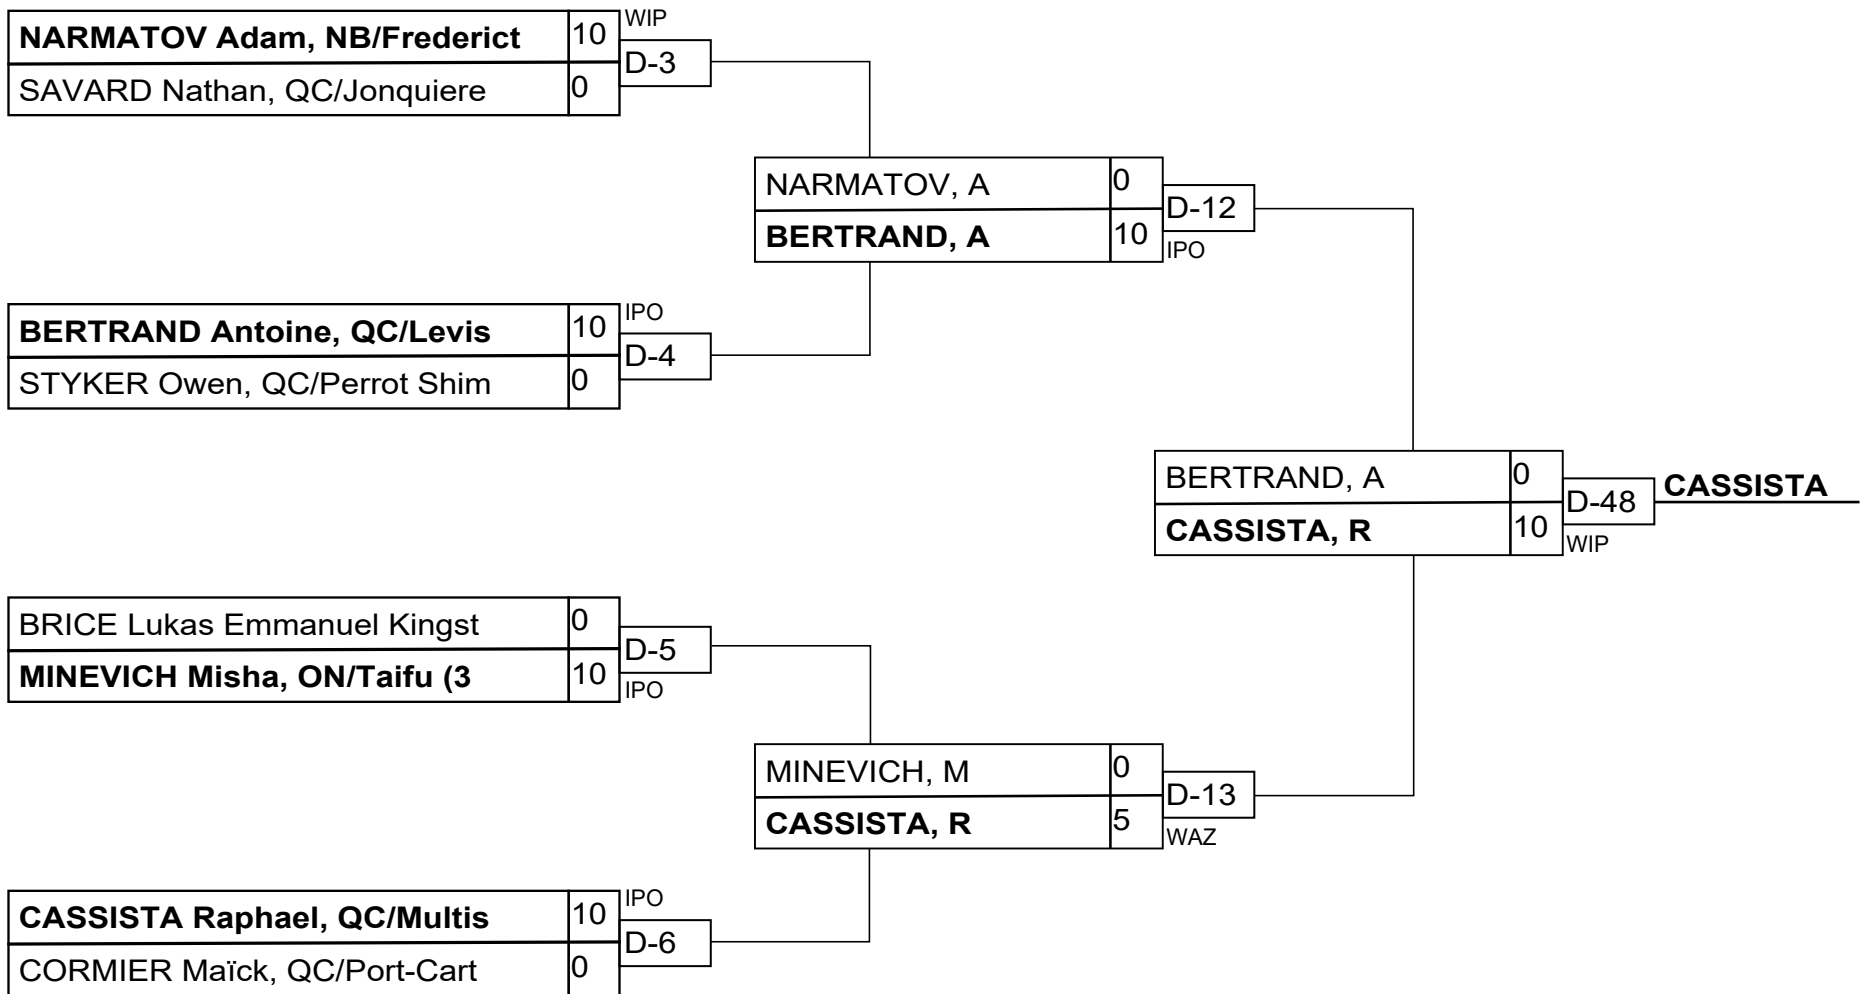 NARMATOV Adam, NB/Frederict 10 WIP
D-3
SAVARD Nathan, QC/Jonquiere 0
NARMATOV, A 0
D-12
BERTRAND, A 10 IPO
BERTRAND Antoine, QC/Levis 10 IPO
D-4
STYKER Owen, QC/Perrot Shim 0
BERTRAND, A 0
D-48 CASSISTA
CASSISTA, R 10 WIP
BRICE Lukas Emmanuel Kingst 0
D-5
MINEVICH Misha, ON/Taifu (3 10 IPO
MINEVICH, M 0
D-13
CASSISTA, R 5 WAZ
CASSISTA Raphael, QC/Multis 10 IPO
D-6
CORMIER Maïck, QC/Port-Cart 0